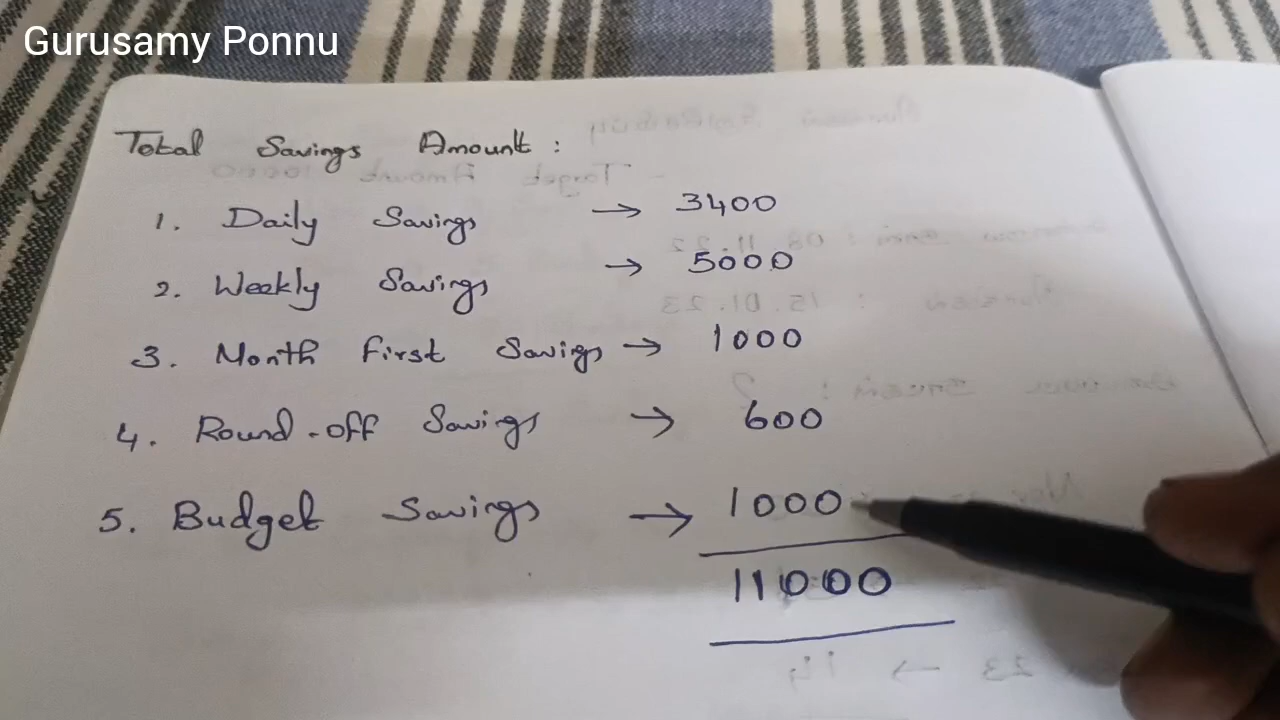 Gurusamy Ponnu
Total Savings Amount :
1. Daily Savings → 3400
2. Weekly Savings → 5000
3. Month first Savings → 1000
4. Round-off Savings → 600
5. Budget Savings → 1000
11000